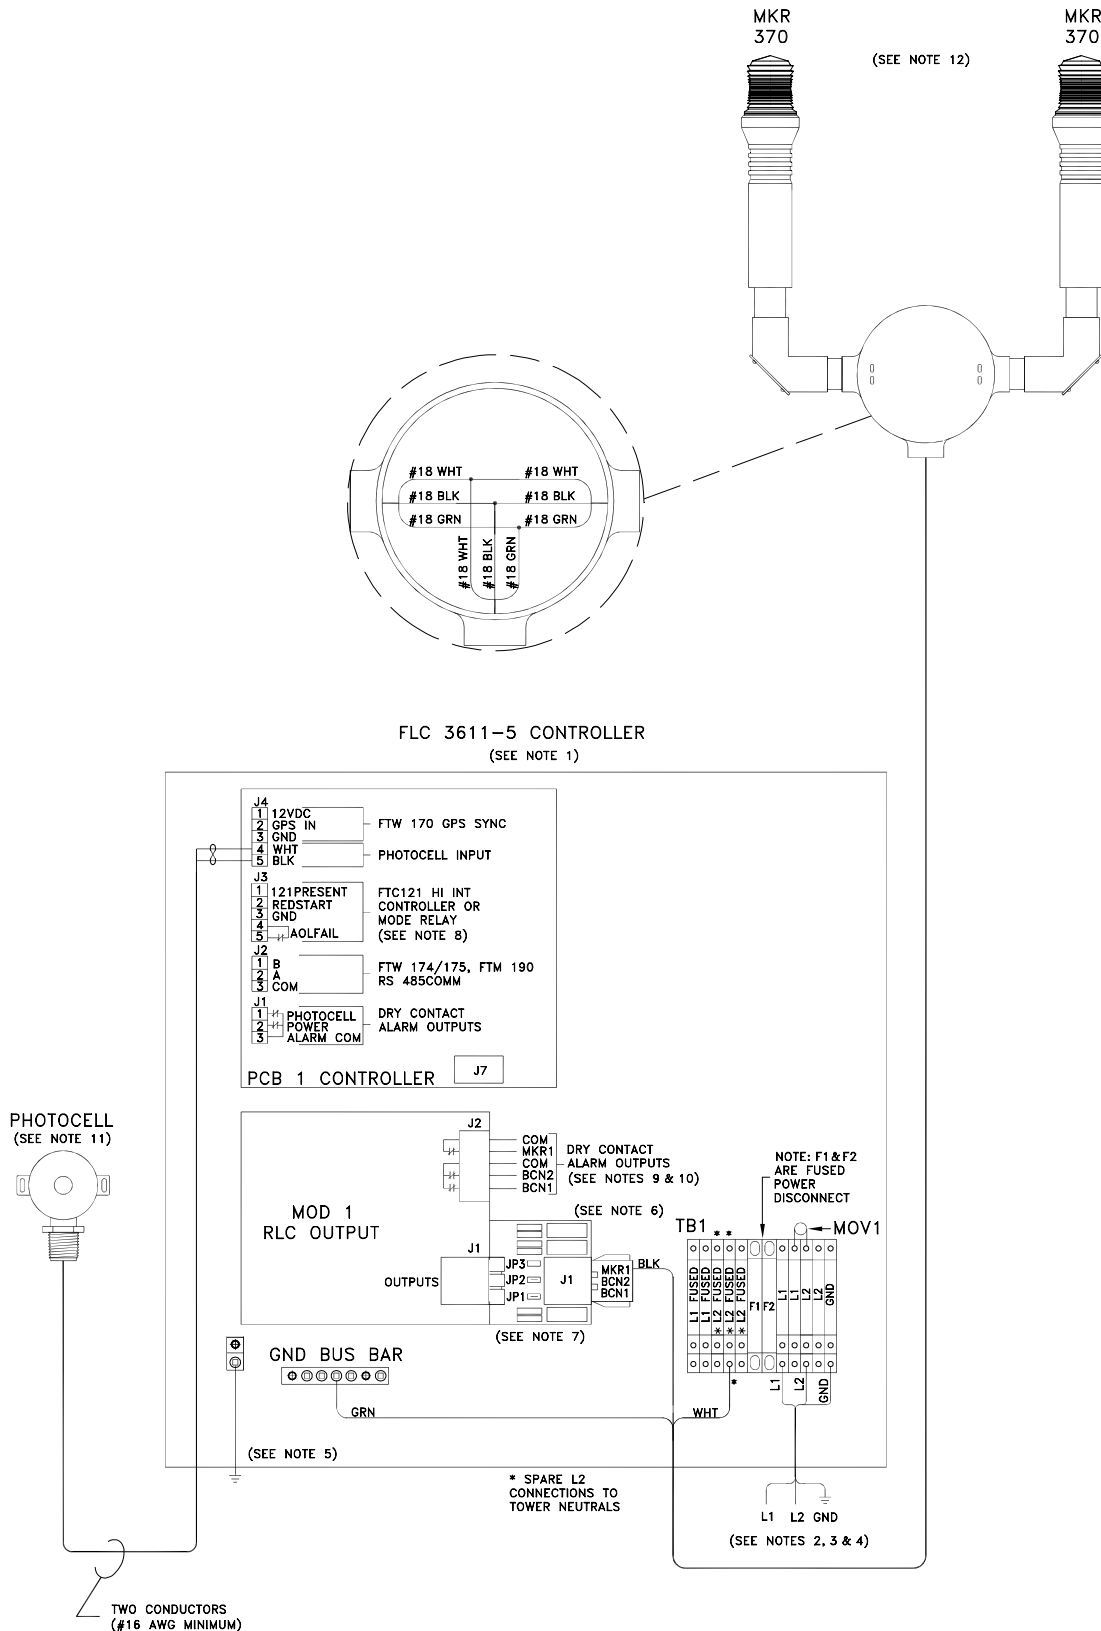 MKR
370
MKR
370
(SEE NOTE 12)
#18 WHT
#18 WHT
#18 BLK
#18 BLK
#18 GRN
#18 GRN
#18 WHT
#18 BLK
#18 GRN
FLC 3611-5 CONTROLLER
(SEE NOTE 1)
J4
1 12VDC
2 GPS IN
3 GND
4 WHT
5 BLK
FTW 170 GPS SYNC
PHOTOCELL INPUT
J3
1 121PRESENT
2 REDSTART
3 GND
4
5 AOLFAIL
FTC121 HI INT
CONTROLLER OR
MODE RELAY
(SEE NOTE 8)
J2
1 B
2 A
3 COM
FTW 174/175, FTM 190
RS 485COMM
J1
1 PHOTOCELL
2 POWER
3 ALARM COM
DRY CONTACT
ALARM OUTPUTS
PCB 1 CONTROLLER
J7
PHOTOCELL
(SEE NOTE 11)
MOD 1
RLC OUTPUT
J2
COM
MKR1
COM
BCN2
BCN1
DRY CONTACT
ALARM OUTPUTS
(SEE NOTES 9 & 10)
(SEE NOTE 6)
J1
OUTPUTS
JP3
JP2
JP1
J1
MKR1
BCN2
BCN1
BLK
(SEE NOTE 7)
NOTE: F1&F2
ARE FUSED
POWER
DISCONNECT
TB1
* *
MOV1
L1 FUSED
L1 FUSED
*L2 FUSED
*L2 FUSED
*L2 FUSED
F1
F2
L1
L1
L2
L2
GND
*
L1
L2
GND
GND BUS BAR
GRN
WHT
(SEE NOTE 5)
* SPARE L2
CONNECTIONS TO
TOWER NEUTRALS
L1 L2 GND
(SEE NOTES 2, 3 & 4)
TWO CONDUCTORS
(#16 AWG MINIMUM)